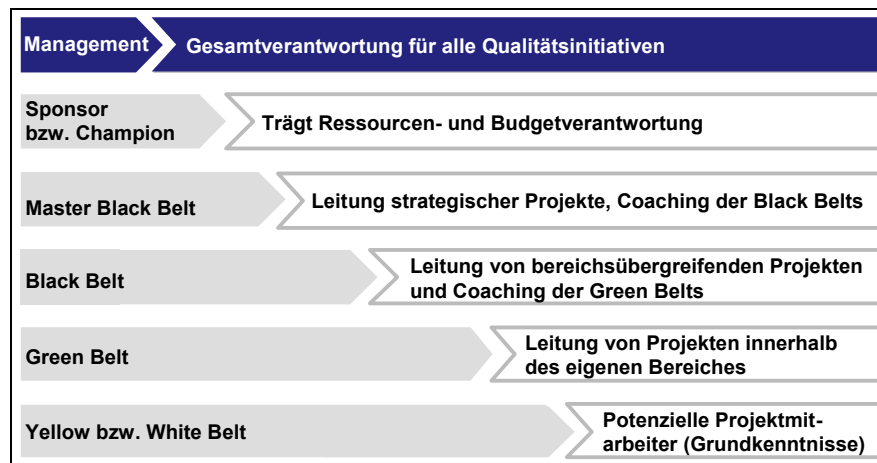 Management
Gesamtverantwortung für alle Qualitätsinitiativen
Sponsor
bzw. Champion
Trägt Ressourcen- und Budgetverantwortung
Master Black Belt
Leitung strategischer Projekte, Coaching der Black Belts
Black Belt
Leitung von bereichsübergreifenden Projekten
und Coaching der Green Belts
Green Belt
Leitung von Projekten innerhalb
des eigenen Bereiches
Yellow bzw. White Belt
Potenzielle Projektmit-
arbeiter (Grundkenntnisse)